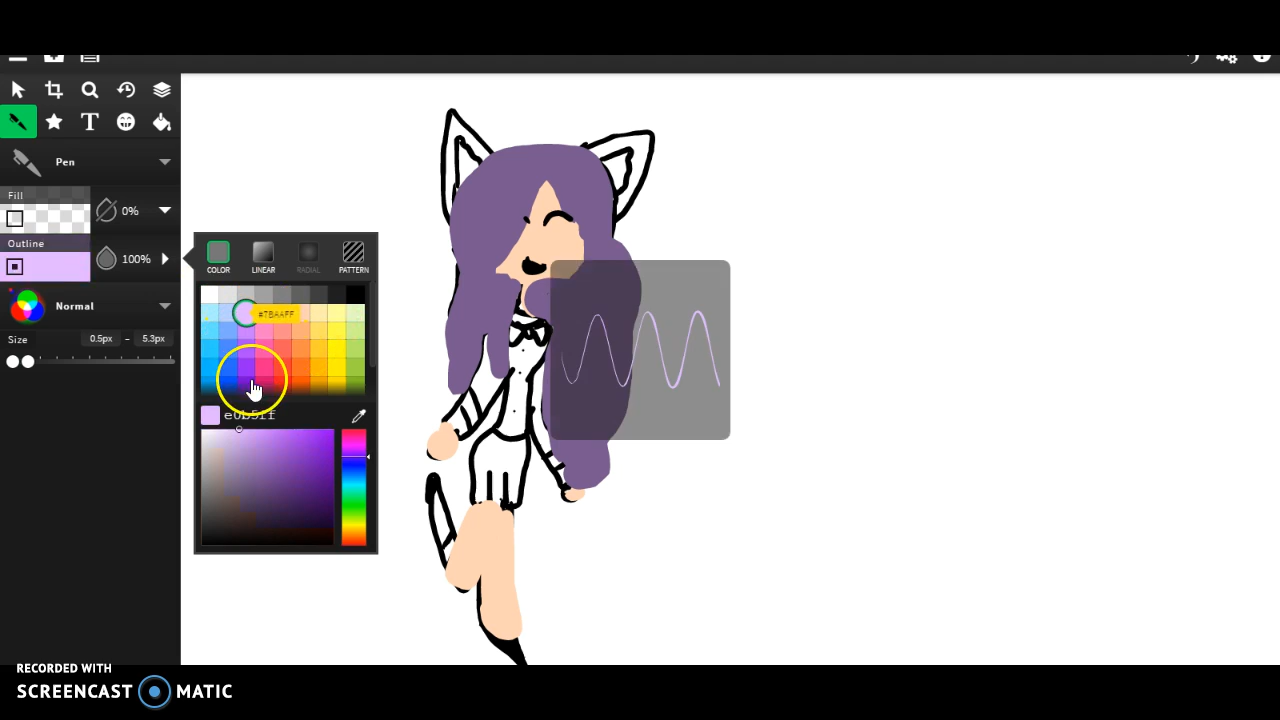 Pen
Fill
0%
Outline
100%
Normal
Size
0.5px - 5.3px
COLOR LINEAR RADIAL PATTERN
e0b5ff
RECORDED WITH
SCREENCAST MATIC